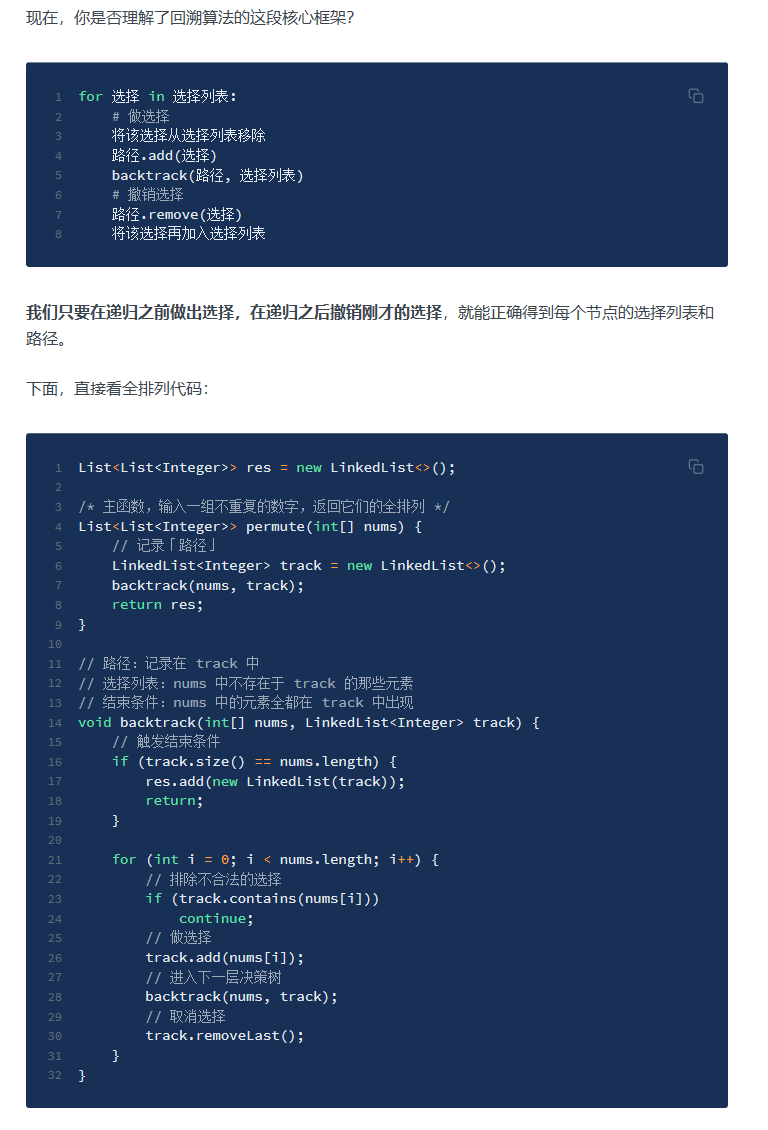 现在，你是否理解了回溯算法的这段核心框架？
1 for 选择 in 选择列表:
2     # 做选择
3     将该选择从选择列表移除
4     路径.add(选择)
5     backtrack(路径, 选择列表)
6     # 撤销选择
7     路径.remove(选择)
8     将该选择再加入选择列表
我们只要在递归之前做出选择，在递归之后撤销刚才的选择，就能正确得到每个节点的选择列表和
路径。
下面，直接看全排列代码：
1 List<List<Integer>> res = new LinkedList<>();
2
3 /* 主函数，输入一组不重复的数字，返回它们的全排列 */
4 List<List<Integer>> permute(int[] nums) {
5     // 记录「路径」
6     LinkedList<Integer> track = new LinkedList<>();
7     backtrack(nums, track);
8     return res;
9 }
10
11 // 路径：记录在 track 中
12 // 选择列表：nums 中不存在于 track 的那些元素
13 // 结束条件：nums 中的元素全都在 track 中出现
14 void backtrack(int[] nums, LinkedList<Integer> track) {
15     // 触发结束条件
16     if (track.size() == nums.length) {
17         res.add(new LinkedList(track));
18         return;
19     }
20
21     for (int i = 0; i < nums.length; i++) {
22         // 排除不合法的选择
23         if (track.contains(nums[i]))
24             continue;
25         // 做选择
26         track.add(nums[i]);
27         // 进入下一层决策树
28         backtrack(nums, track);
29         // 取消选择
30         track.removeLast();
31     }
32 }